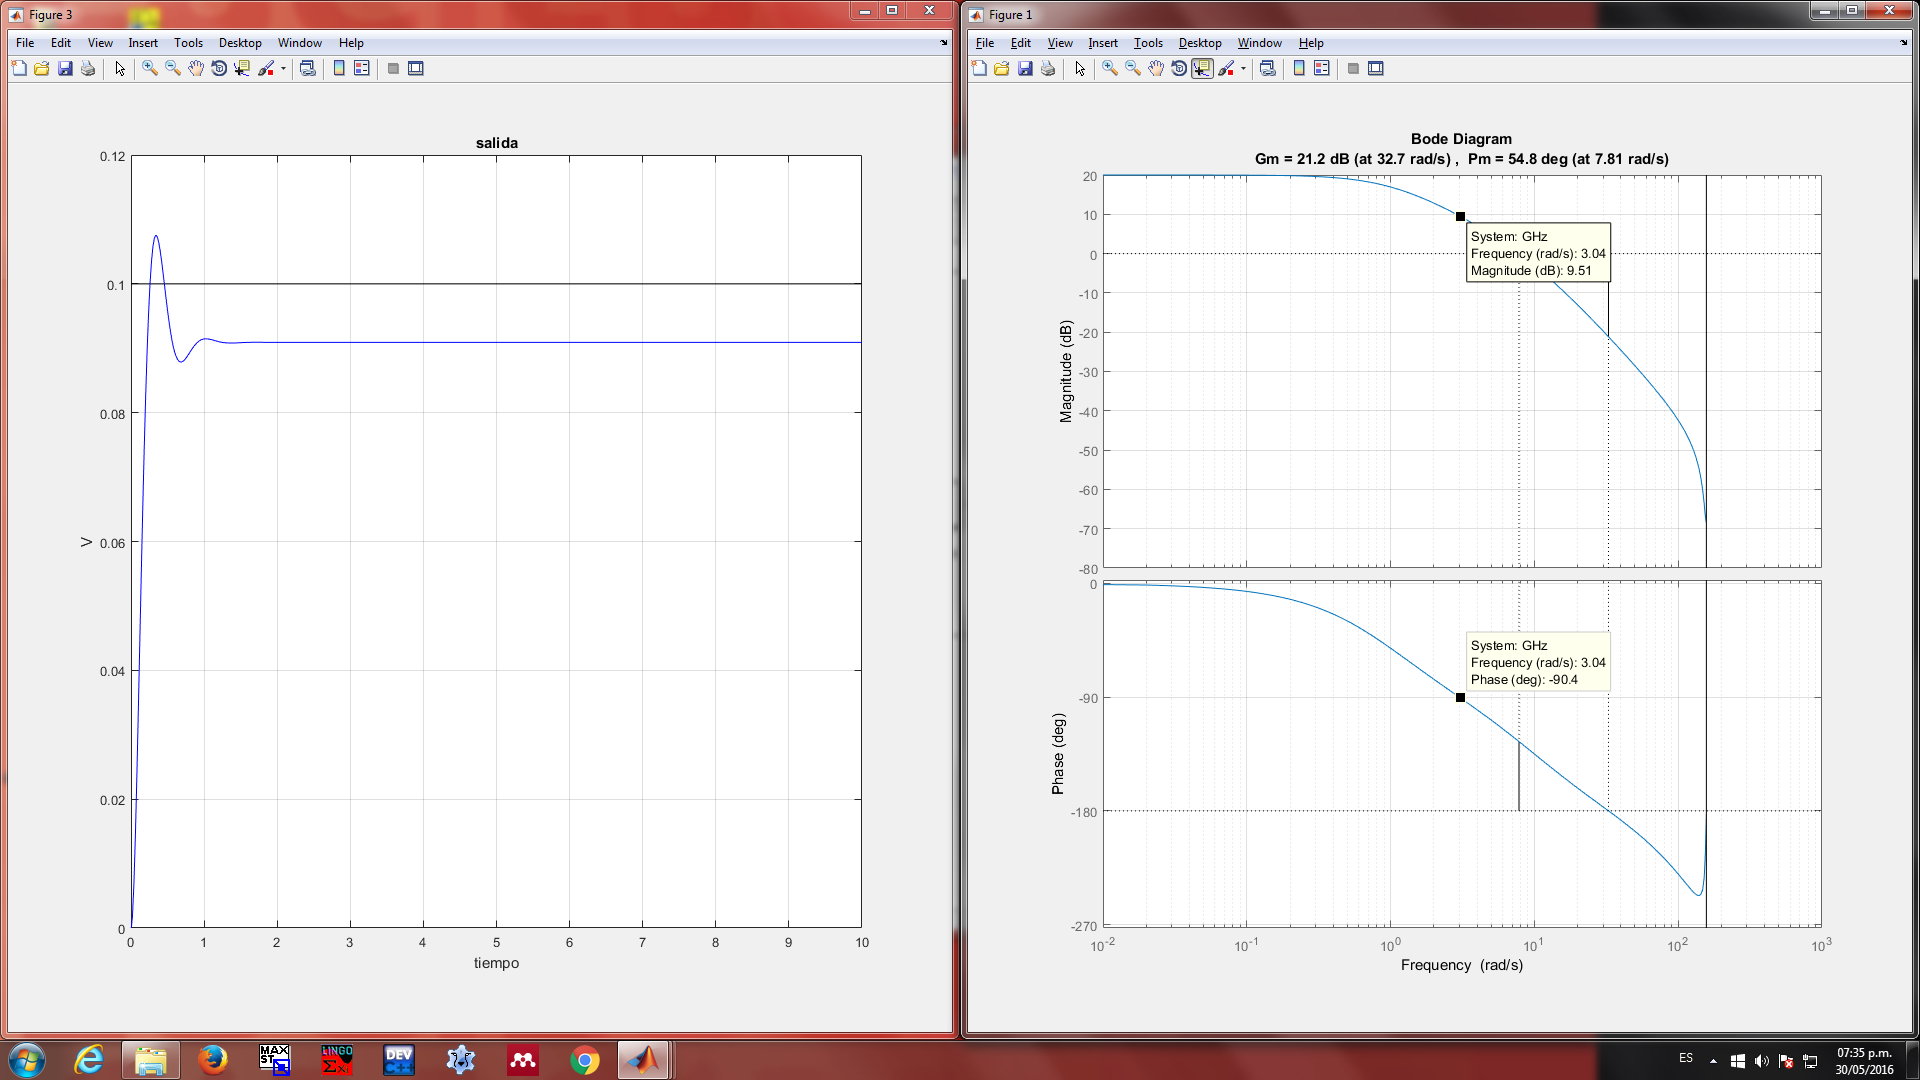 Figure 3
File Edit View Insert Tools Desktop Window Help
salida
0.12
0.1
0.08
0.06
0.04
0.02
0
V
0 1 2 3 4 5 6 7 8 9 10
tiempo
Figure 1
File Edit View Insert Tools Desktop Window Help
Bode Diagram
Gm = 21.2 dB (at 32.7 rad/s) , Pm = 54.8 deg (at 7.81 rad/s)
20
10
0
-10
-20
-30
-40
-50
-60
-70
-80
Magnitude (dB)
System: GHz
Frequency (rad/s): 3.04
Magnitude (dB): 9.51
0
-90
-180
-270
Phase (deg)
System: GHz
Frequency (rad/s): 3.04
Phase (deg): -90.4
10-2 10-1 100 101 102 103
Frequency (rad/s)
MAX
ST
LINGO
DEV
C++
ES
07:35 p.m.
30/05/2016